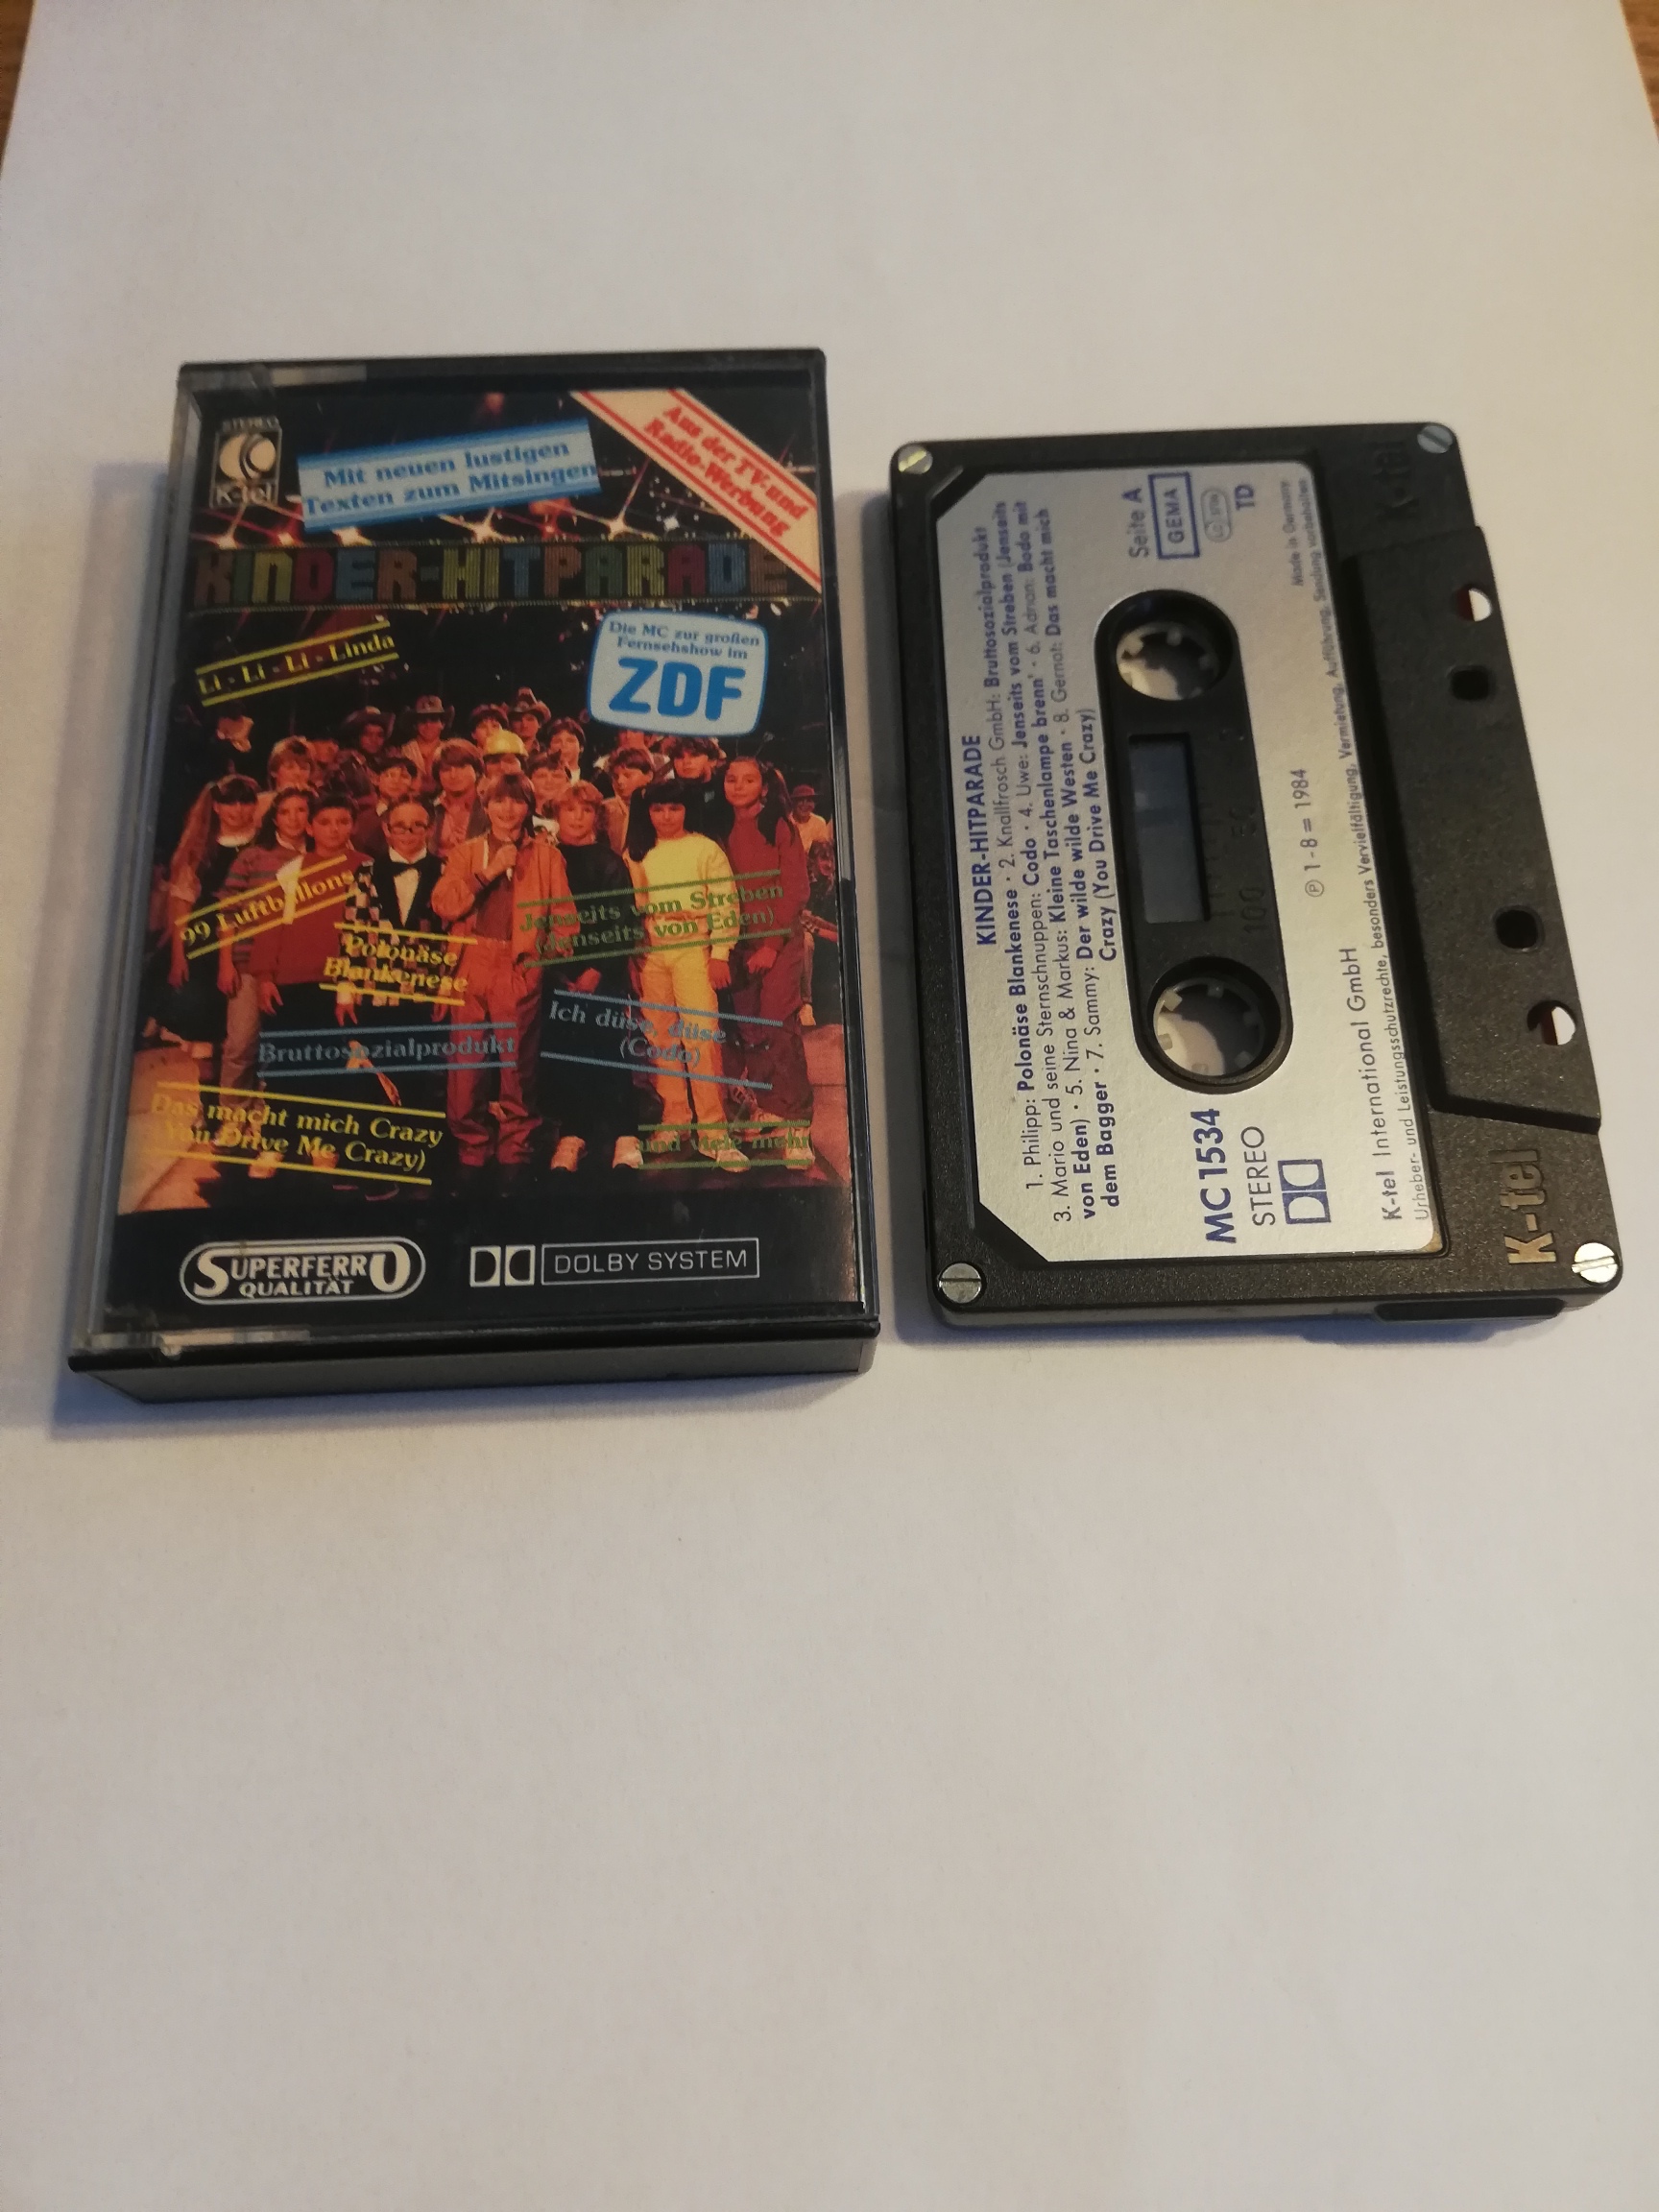 STEREO
K-tel
Mit neuen lustigen
Texten zum Mitsingen
Aus der TV-und
Radio-Werbung
KINDER-HITPARADE
Die MC zur großen
Fernsehshow im
ZDF
Li - Li - Li - Linda
99 Luftballons
Polonäse
Blankenese
Jenseits vom Streben
(Jenseits von Eden)
Bruttosozialprodukt
Ich düse, düse ...
(Codo)
Das macht mich Crazy
(You Drive Me Crazy)
und viele mehr
SUPERFERRO
QUALITÄT
DOLBY SYSTEM
KINDER-HITPARADE
1. Philipp: Polonäse Blankenese · 2. Knallfrosch GmbH: Bruttosozialprodukt
3. Mario und seine Sternschnuppen: Codo · 4. Uwe: Jenseits vom Streben (Jenseits
von Eden) · 5. Nina & Markus: Kleine Taschenlampe brenn' · 6. Adrian: Bodo mit
dem Bagger · 7. Sammy: Der wilde wilde Westen · 8. Gernot: Das macht mich
Crazy (You Drive Me Crazy)
Seite A
GEMA
TD
MC 1534
STEREO
100 50
Ⓟ 1-8 = 1984
Made in Germany
K-tel International GmbH
Urheber- und Leistungsschutzrechte, besonders Vervielfältigung, Vermietung, Aufführung, Sendung vorbehalten
K-tel
K-tel